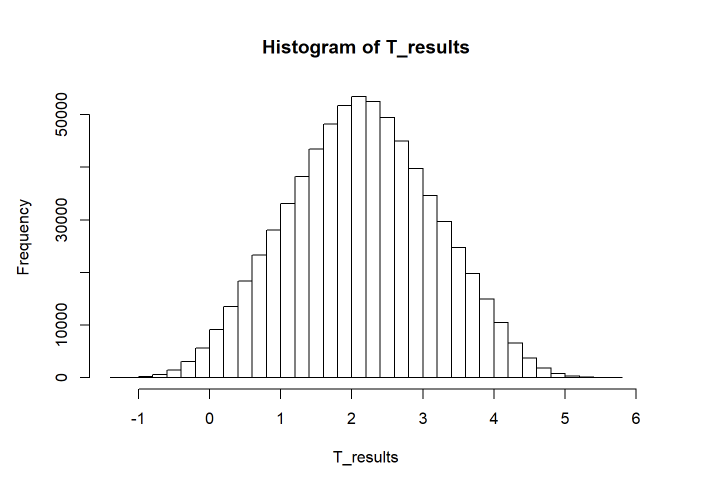 Histogram of T_results
Frequency
50000
30000
10000
0
-1 0 1 2 3 4 5 6
T_results